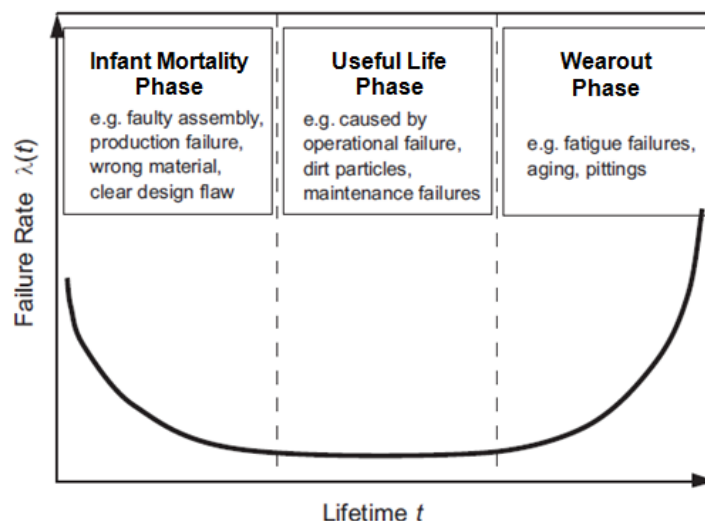 Infant Mortality
Phase
e.g. faulty assembly,
production failure,
wrong material,
clear design flaw
Useful Life
Phase
e.g. caused by
operational failure,
dirt particles,
maintenance failures
Wearout
Phase
e.g. fatigue failures,
aging, pittings
Failure Rate λ(t)
Lifetime t